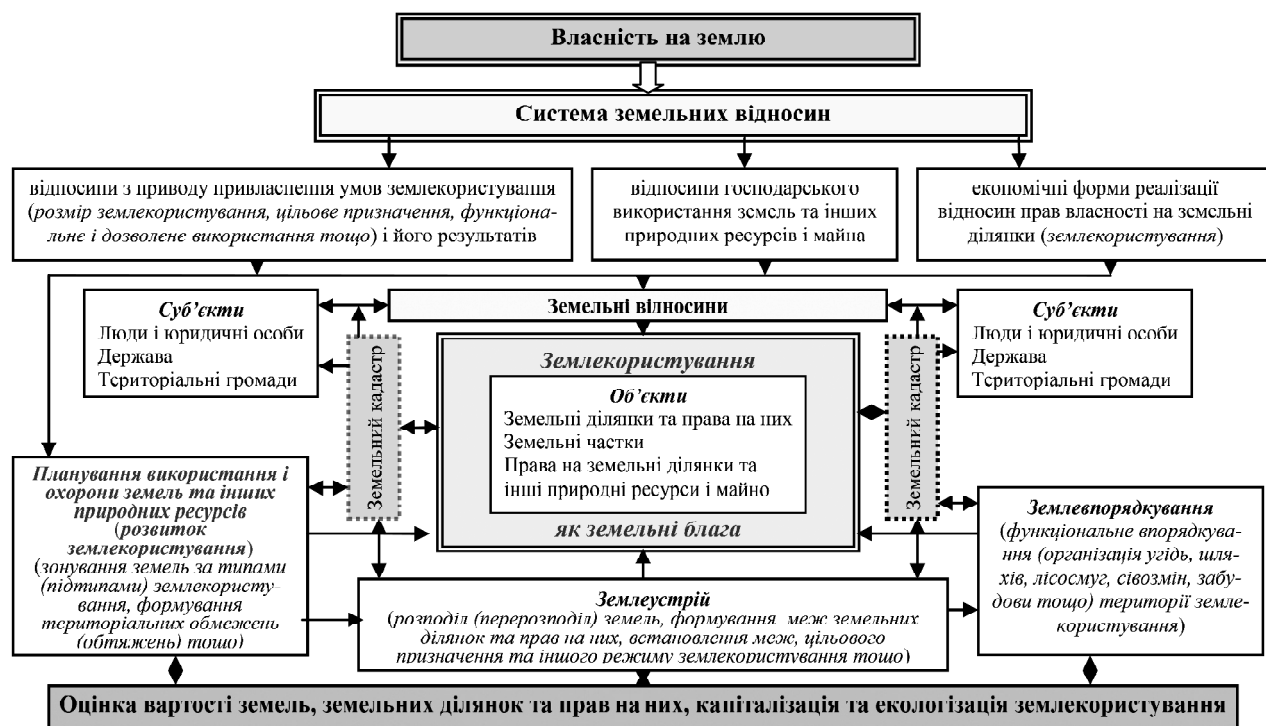 Власність на землю
Система земельних відносин
відносини з приводу привласнення умов землекористування
(розмір землекористування, цільове призначення, функціона-
льне і дозволене використання тощо) і його результатів
відносини господарського
використання земель та інших
природних ресурсів і майна
економічні форми реалізації
відносин прав власності на земельні
ділянки (землекористування)
Суб’єкти
Люди і юридичні особи
Держава
Територіальні громади
Земельні відносини
Суб’єкти
Люди і юридичні особи
Держава
Територіальні громади
Земельний кадастр
Землекористування
Об’єкти
Земельні ділянки та права на них
Земельні частки
Права на земельні ділянки та
інші природні ресурси і майно
як земельні блага
Земельний кадастр
Планування використання і
охорони земель та інших
природних ресурсів
(розвиток
землекористування)
(зонування земель за типами
(підтипами) землекористу-
вання, формування
територіальних обмежень
(обтяжень) тощо)
Землеустрій
(розподіл (перерозподіл) земель, формування меж земельних
ділянок та прав на них, встановлення меж, цільового
призначення та іншого режиму землекористування тощо)
Землевпорядкування
(функціональне впорядкува-
ння (організація угідь, шля-
хів, лісосмуг, сівозмін, забу-
дови тощо) території земле-
користування)
Оцінка вартості земель, земельних ділянок та прав на них, капіталізація та екологізація землекористування